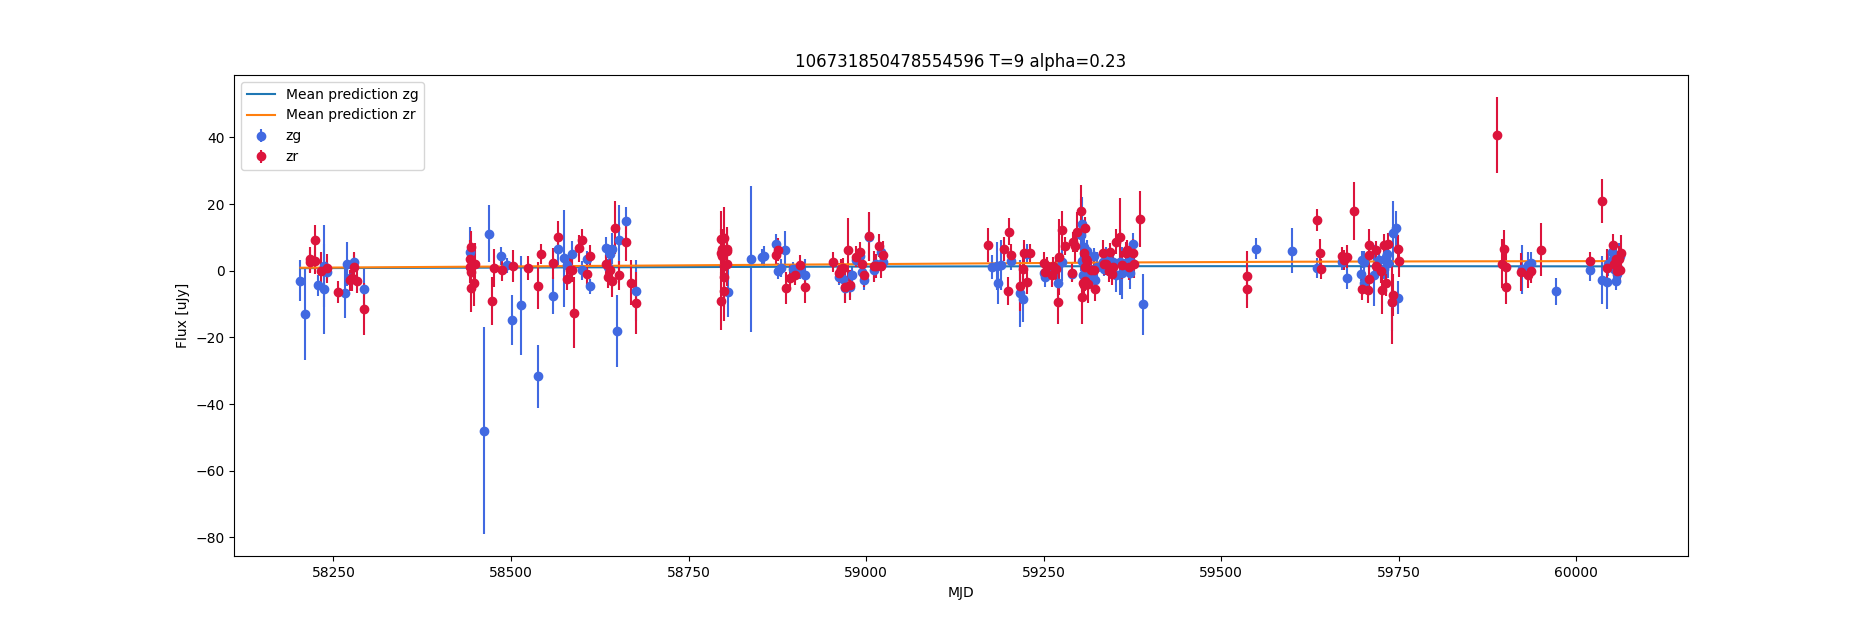 106731850478554596 T=9 alpha=0.23
Mean prediction zg
Mean prediction zr
zg
zr
Flux [uJy]
40
20
0
−20
−40
−60
−80
58250 58500 58750 59000 59250 59500 59750 60000
MJD